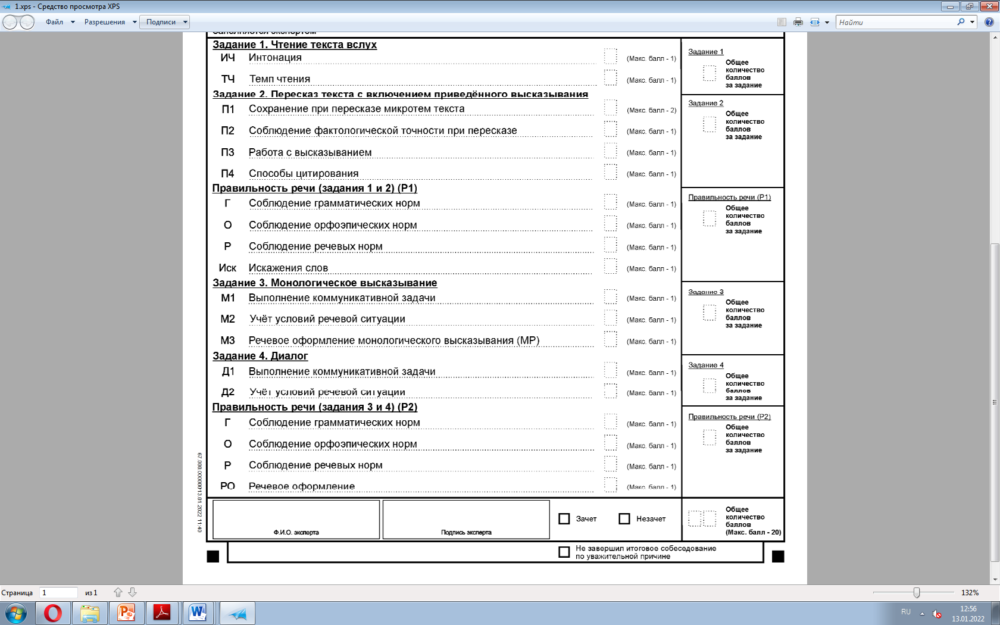 1.xps - Средство просмотра XPS
Файл Разрешения Подписи Найти
Заполняется экспертом
Задание 1. Чтение текста вслух
ИЧ Интонация (Макс. балл - 1)
ТЧ Темп чтения (Макс. балл - 1)
Задание 1
Общее
количество
баллов
за задание
Задание 2. Пересказ текста с включением приведённого высказывания
П1 Сохранение при пересказе микротем текста (Макс. балл - 2)
П2 Соблюдение фактологической точности при пересказе (Макс. балл - 1)
П3 Работа с высказыванием (Макс. балл - 1)
П4 Способы цитирования (Макс. балл - 1)
Задание 2
Общее
количество
баллов
за задание
Правильность речи (задания 1 и 2) (Р1)
Г Соблюдение грамматических норм (Макс. балл - 1)
О Соблюдение орфоэпических норм (Макс. балл - 1)
Р Соблюдение речевых норм (Макс. балл - 1)
Иск Искажения слов (Макс. балл - 1)
Правильность речи (Р1)
Общее
количество
баллов
за задание
Задание 3. Монологическое высказывание
М1 Выполнение коммуникативной задачи (Макс. балл - 1)
М2 Учёт условий речевой ситуации (Макс. балл - 1)
М3 Речевое оформление монологического высказывания (МР) (Макс. балл - 1)
Задание 3
Общее
количество
баллов
за задание
Задание 4. Диалог
Д1 Выполнение коммуникативной задачи (Макс. балл - 1)
Д2 Учёт условий речевой ситуации (Макс. балл - 1)
Задание 4
Общее
количество
баллов
за задание
Правильность речи (задания 3 и 4) (Р2)
Г Соблюдение грамматических норм (Макс. балл - 1)
О Соблюдение орфоэпических норм (Макс. балл - 1)
Р Соблюдение речевых норм (Макс. балл - 1)
РО Речевое оформление (Макс. балл - 1)
Правильность речи (Р2)
Общее
количество
баллов
за задание
67.000.000000/13.01.2022 11:40
Ф.И.О. эксперта
Подпись эксперта
Зачет Незачет
Общее
количество
баллов
(Макс. балл - 20)
Не завершил итоговое собеседование
по уважительной причине
Страница 1 из 1 132%
RU 12:56
13.01.2022